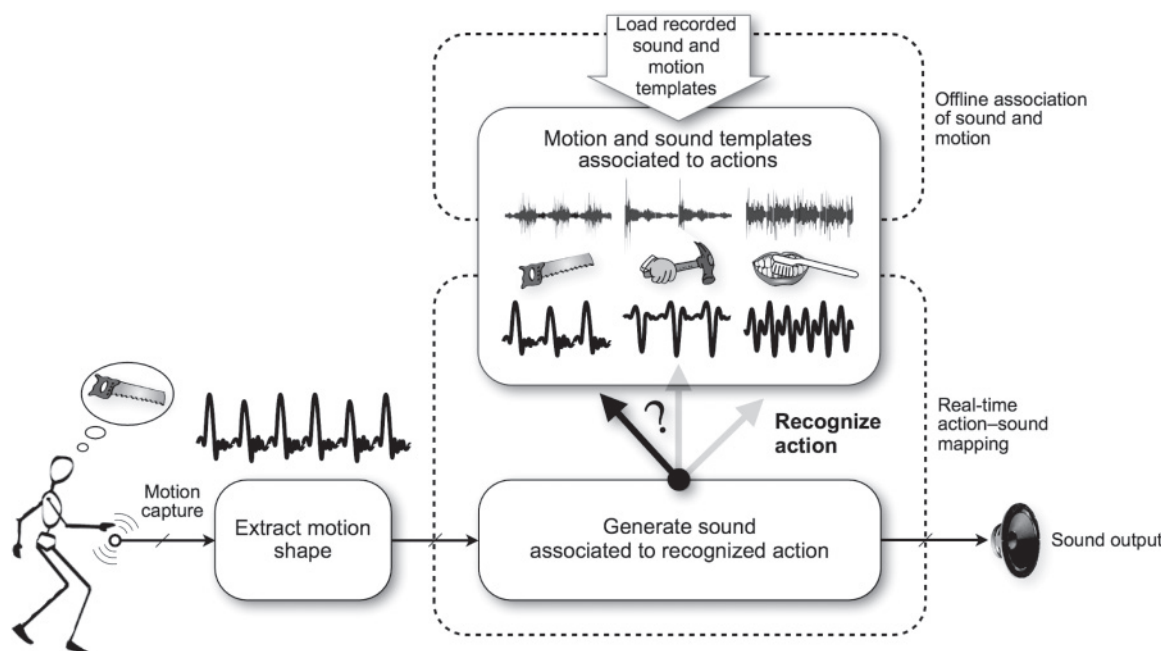 Load recorded
sound and
motion
templates
Offline association
of sound and
motion
Motion and sound templates
associated to actions
?
Recognize
action
Real-time
action–sound
mapping
Motion
capture
Extract motion
shape
Generate sound
associated to recognized action
Sound output